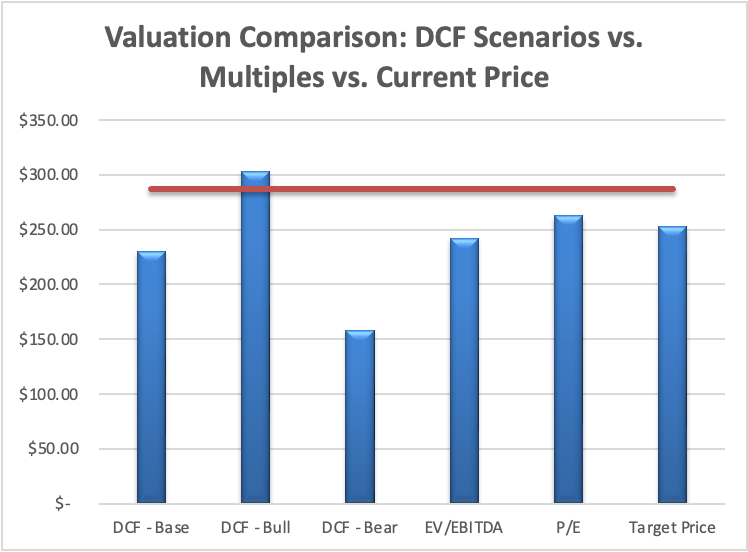 Valuation Comparison: DCF Scenarios vs.
Multiples vs. Current Price
$350.00
$300.00
$250.00
$200.00
$150.00
$100.00
$50.00
$-
DCF - Base DCF - Bull DCF - Bear EV/EBITDA P/E Target Price